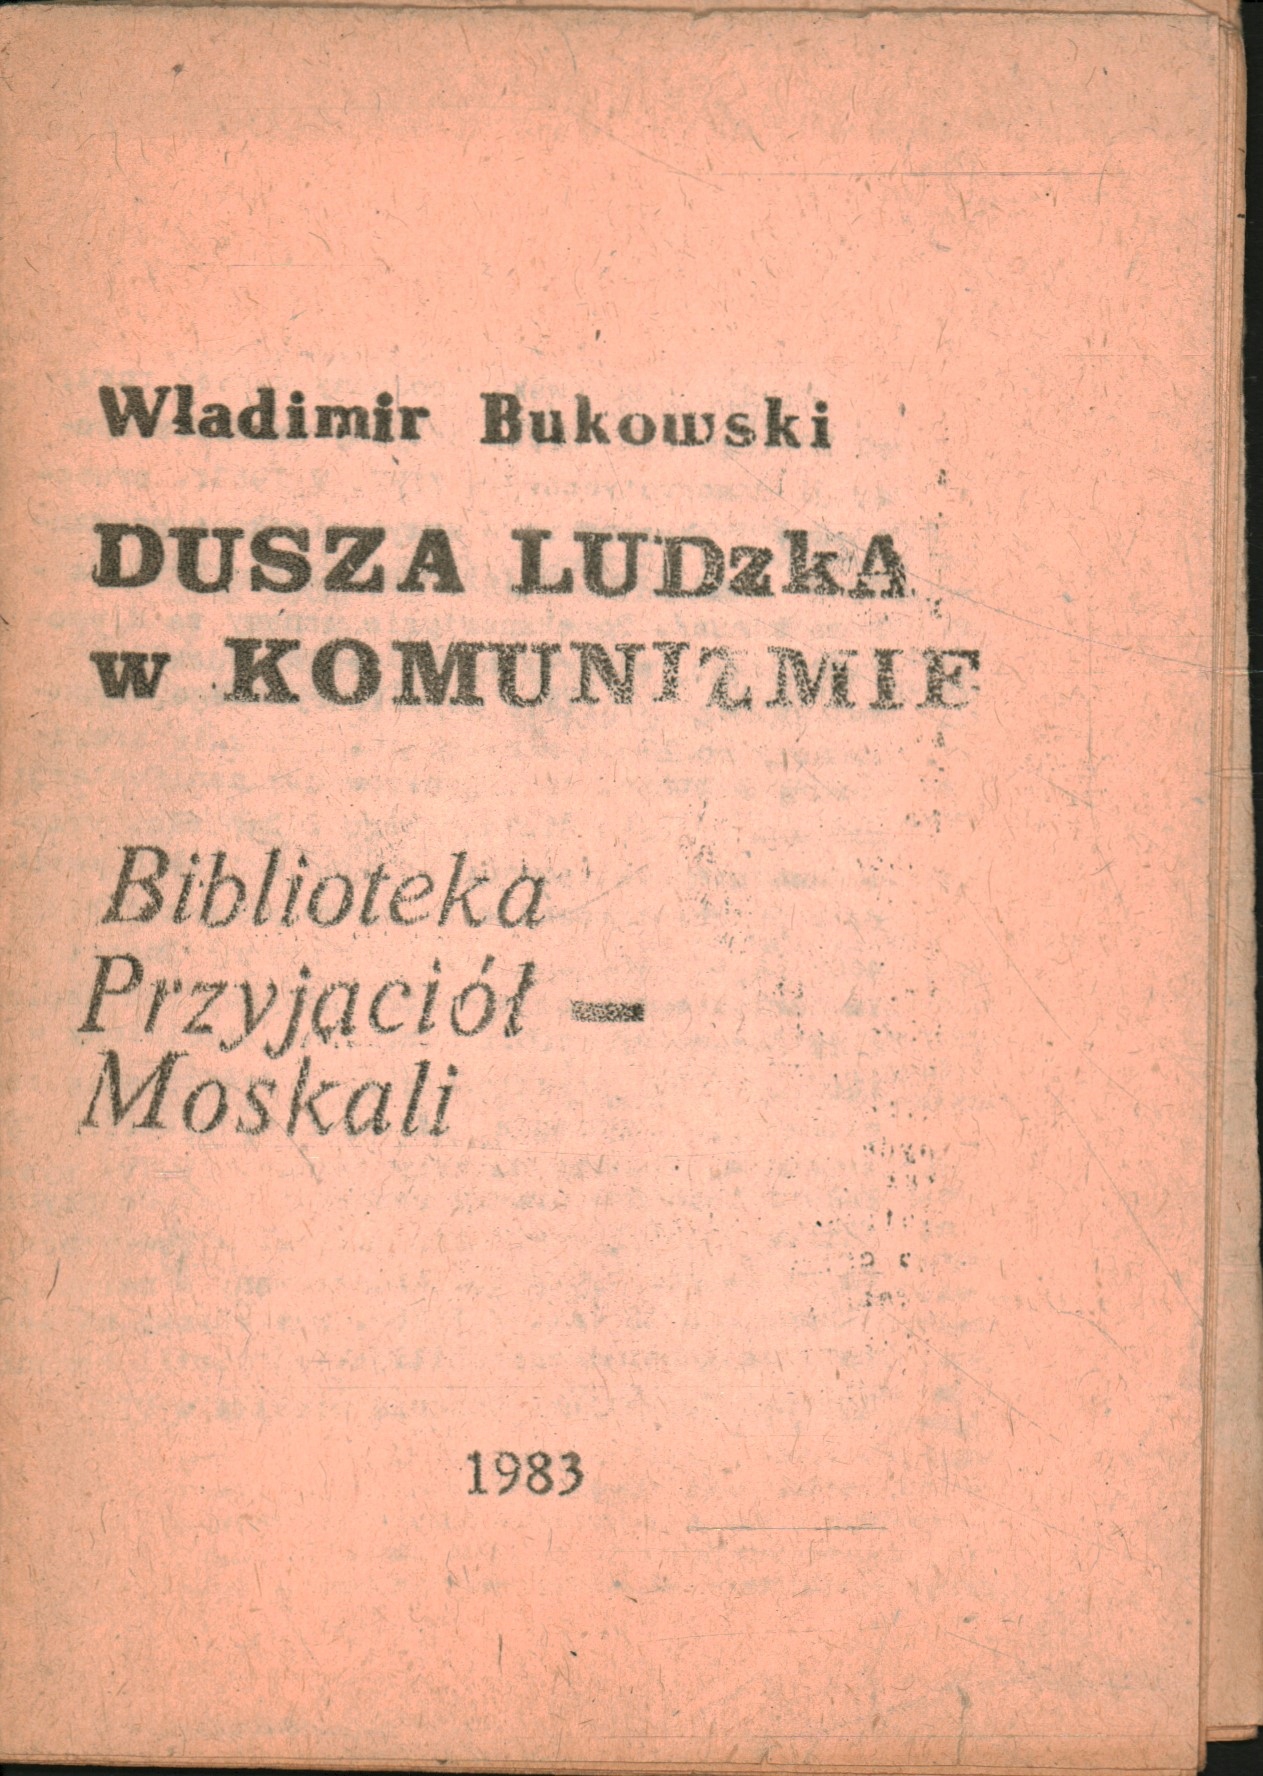 Władimir Bukowski
DUSZA LUDzkA
w KOMUNIZMIE
Biblioteka
Przyjaciół -
Moskali
1983